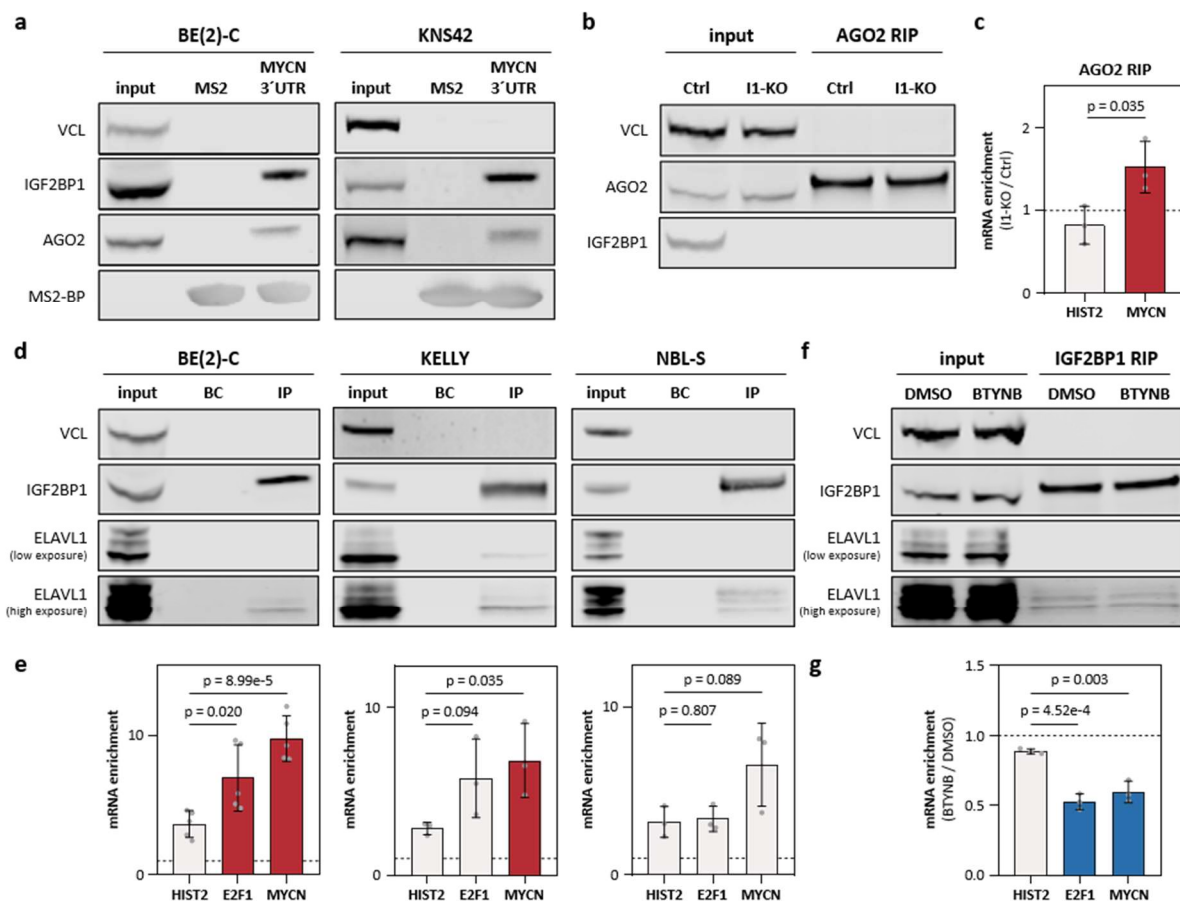 a
BE(2)-C
KNS42
input
MS2
MYCN
3´UTR
input
MS2
MYCN
3´UTR
VCL
IGF2BP1
AGO2
MS2-BP
b
input
AGO2 RIP
Ctrl
I1-KO
Ctrl
I1-KO
VCL
AGO2
IGF2BP1
c
AGO2 RIP
p = 0.035
mRNA enrichment
(I1-KO / Ctrl)
2
1
0
HIST2
MYCN
d
BE(2)-C
KELLY
NBL-S
input
BC
IP
input
BC
IP
input
BC
IP
VCL
IGF2BP1
ELAVL1
(low exposure)
ELAVL1
(high exposure)
f
input
IGF2BP1 RIP
DMSO
BTYNB
DMSO
BTYNB
VCL
IGF2BP1
ELAVL1
(low exposure)
ELAVL1
(high exposure)
e
p = 8.99e-5
p = 0.020
mRNA enrichment
10
0
HIST2
E2F1
MYCN
p = 0.035
p = 0.094
mRNA enrichment
10
0
HIST2
E2F1
MYCN
p = 0.089
p = 0.807
mRNA enrichment
10
0
HIST2
E2F1
MYCN
g
p = 0.003
p = 4.52e-4
mRNA enrichment
(BTYNB / DMSO)
1.5
1.0
0.5
0.0
HIST2
E2F1
MYCN